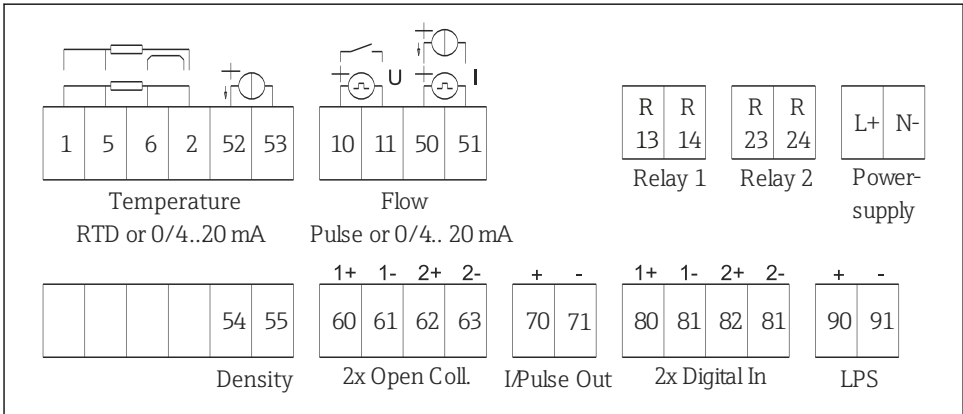 U I
R R R R
1 5 6 2 52 53 10 11 50 51 13 14 23 24 L+ N-
Relay 1 Relay 2 Power-
supply
Temperature Flow
RTD or 0/4..20 mA Pulse or 0/4.. 20 mA
1+ 1- 2+ 2- + - 1+ 1- 2+ 2- + -
54 55 60 61 62 63 70 71 80 81 82 81 90 91
Density 2x Open Coll. I/Pulse Out 2x Digital In LPS